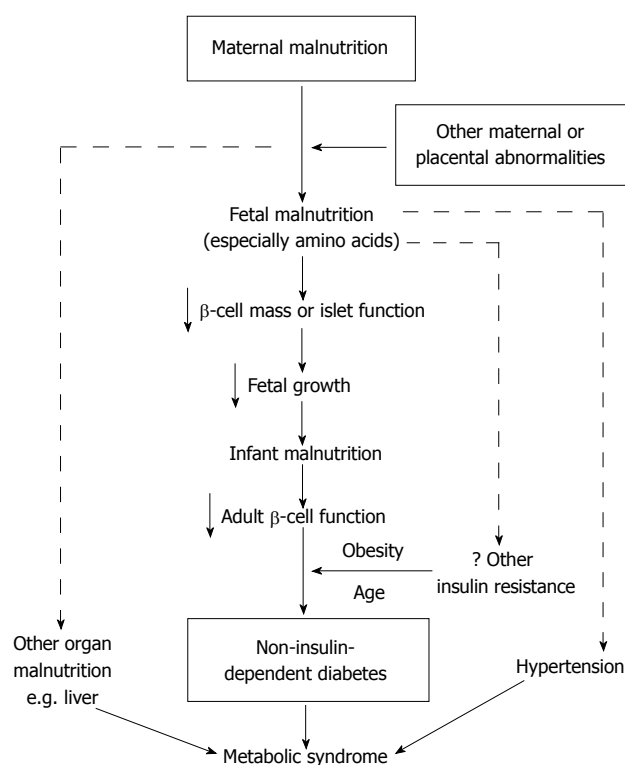 Maternal malnutrition
Other maternal or
placental abnormalities
Fetal malnutrition
(especially amino acids)
β-cell mass or islet function
Fetal growth
Infant malnutrition
Adult β-cell function
Obesity
Age
? Other
insulin resistance
Non-insulin-
dependent diabetes
Other organ
malnutrition
e.g. liver
Hypertension
Metabolic syndrome